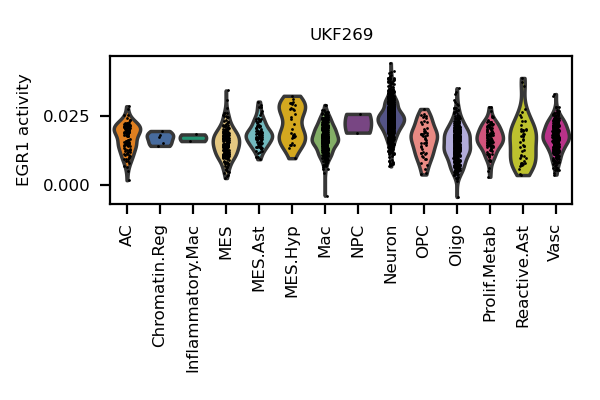 UKF269
EGR1 activity
0.025
0.000
AC
Chromatin.Reg
Inflammatory.Mac
MES
MES.Ast
MES.Hyp
Mac
NPC
Neuron
OPC
Oligo
Prolif.Metab
Reactive.Ast
Vasc